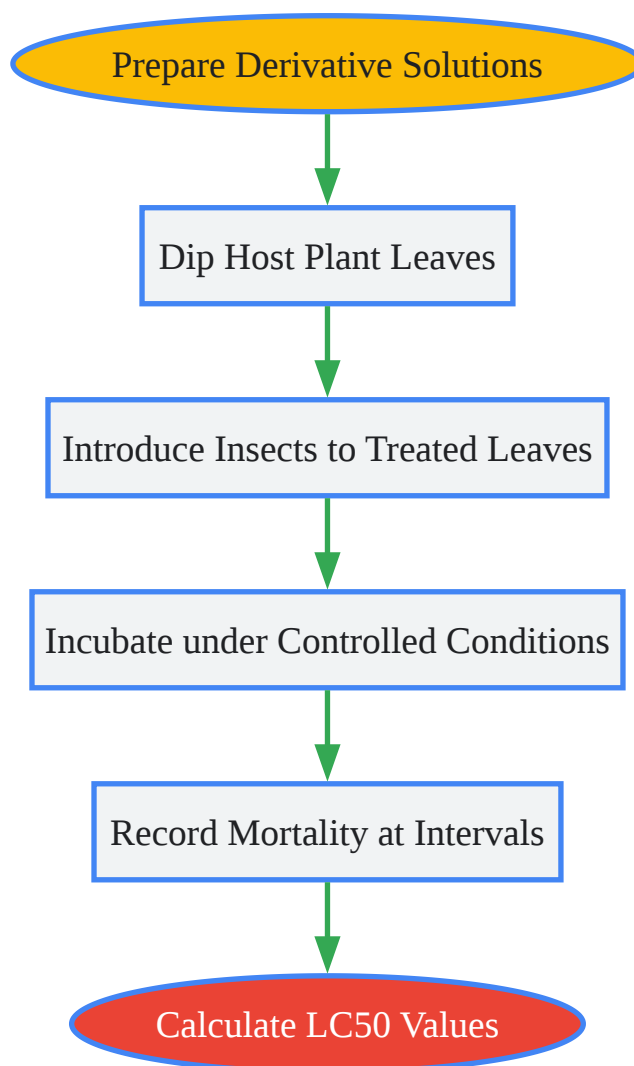 Prepare Derivative Solutions
Dip Host Plant Leaves
Introduce Insects to Treated Leaves
Incubate under Controlled Conditions
Record Mortality at Intervals
Calculate LC50 Values